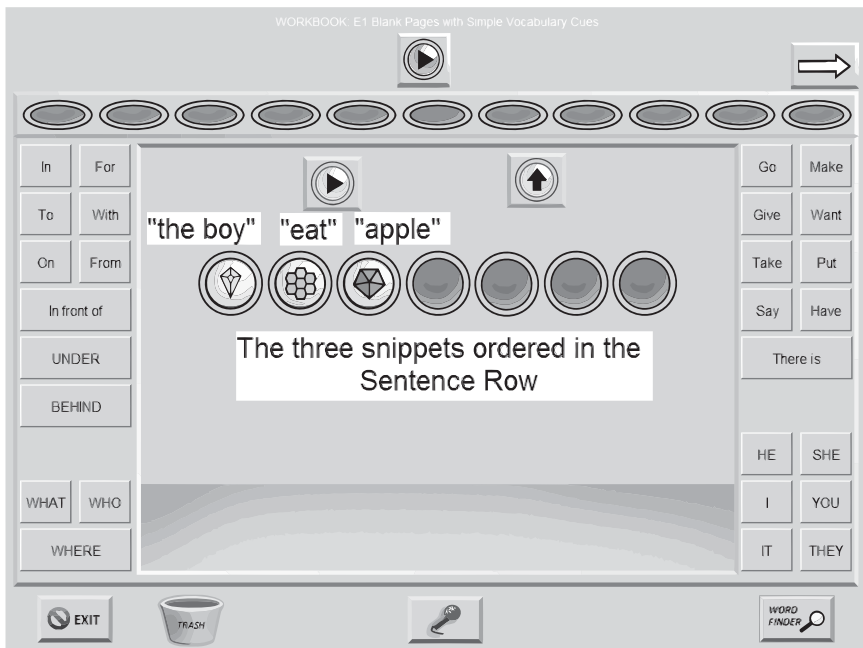 WORKBOOK: E1 Blank Pages with Simple Vocabulary Cues
In For
To With
On From
In front of
UNDER
BEHIND
WHAT WHO
WHERE
"the boy" "eat" "apple"
The three snippets ordered in the
Sentence Row
Go Make
Give Want
Take Put
Say Have
There is
HE SHE
I YOU
IT THEY
EXIT
TRASH
WORD
FINDER